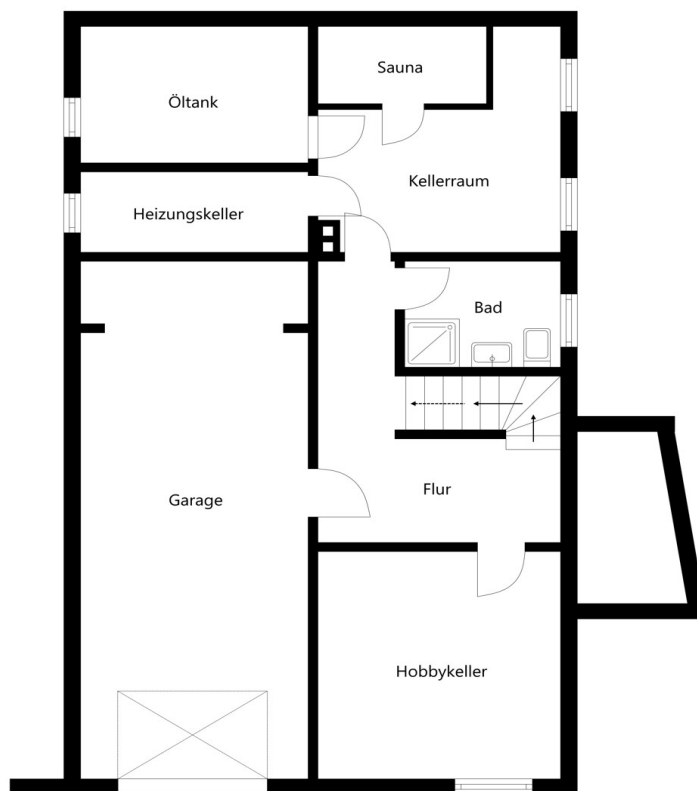 Sauna
Öltank
Kellerraum
Heizungskeller
Bad
Flur
Garage
Hobbykeller